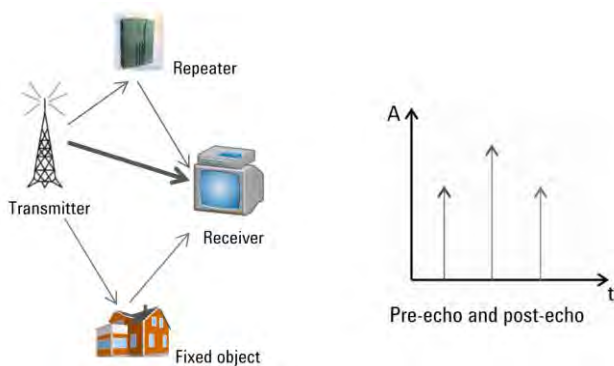 Repeater
Transmitter
Receiver
Fixed object
A
t
Pre-echo and post-echo